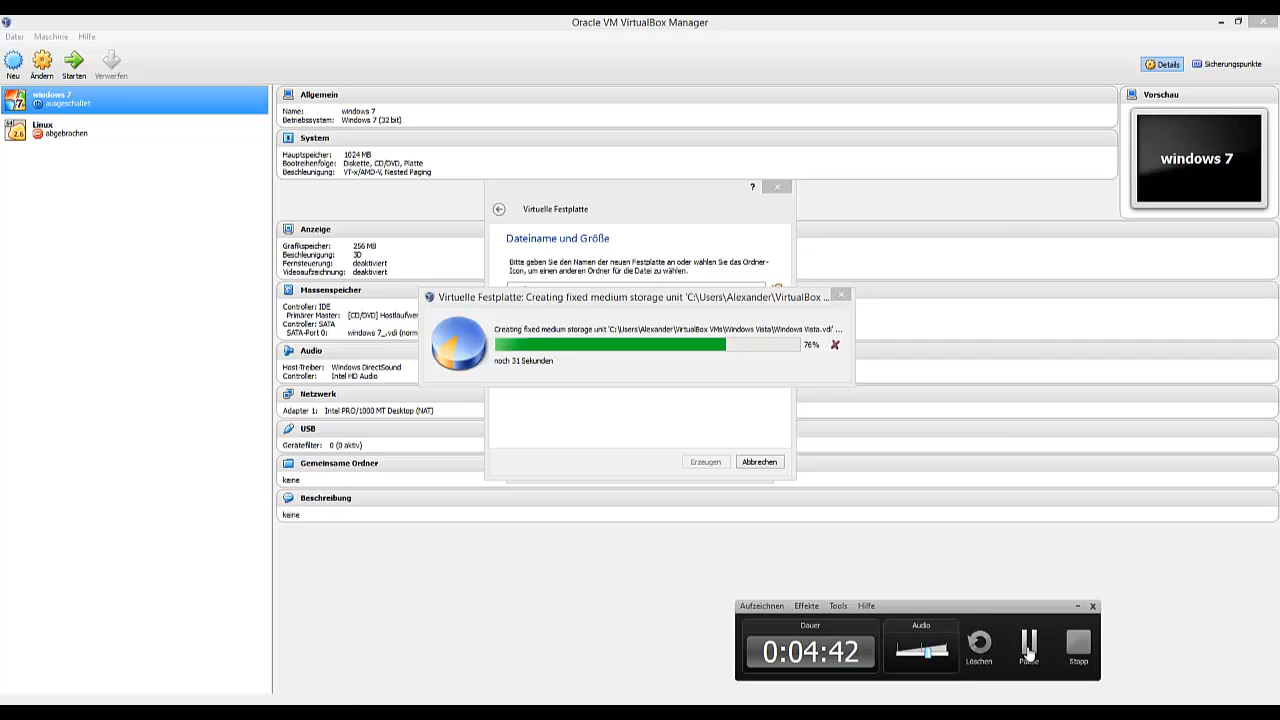 Oracle VM VirtualBox Manager
Datei Maschine Hilfe
Neu Ändern Starten Verwerfen
Details Sicherungspunkte
windows 7
ausgeschaltet
Linux
abgebrochen
Allgemein
Name: windows 7
Betriebssystem: Windows 7 (32 bit)
System
Hauptspeicher: 1024 MB
Bootreihenfolge: Diskette, CD/DVD, Platte
Beschleunigung: VT-x/AMD-V, Nested Paging
Vorschau
windows 7
Anzeige
Grafikspeicher: 256 MB
Beschleunigung: 3D
Fernsteuerung: deaktiviert
Videoaufzeichnung: deaktiviert
Massenspeicher
Controller: IDE
Primärer Master: [CD/DVD] Hostlaufwer
Controller: SATA
SATA-Port 0: windows 7_.vdi (norm
Audio
Host-Treiber: Windows DirectSound
Controller: Intel HD Audio
Netzwerk
Adapter 1: Intel PRO/1000 MT Desktop (NAT)
USB
Gerätefilter: 0 (0 aktiv)
Gemeinsame Ordner
keine
Beschreibung
keine
?
Virtuelle Festplatte
Dateiname und Größe
Bitte geben Sie den Namen der neuen Festplatte an oder wählen Sie das Ordner-
Icon, um einen anderen Ordner für die Datei zu wählen.
Virtuelle Festplatte: Creating fixed medium storage unit 'C:\Users\Alexander\VirtualBox ...
Creating fixed medium storage unit 'C:\Users\Alexander\VirtualBox VMs\Windows Vista\Windows Vista.vdi' ...
76%
noch 31 Sekunden
Erzeugen Abbrechen
Aufzeichnen Effekte Tools Hilfe
Dauer Audio
0:04:42
Löschen Pause Stopp